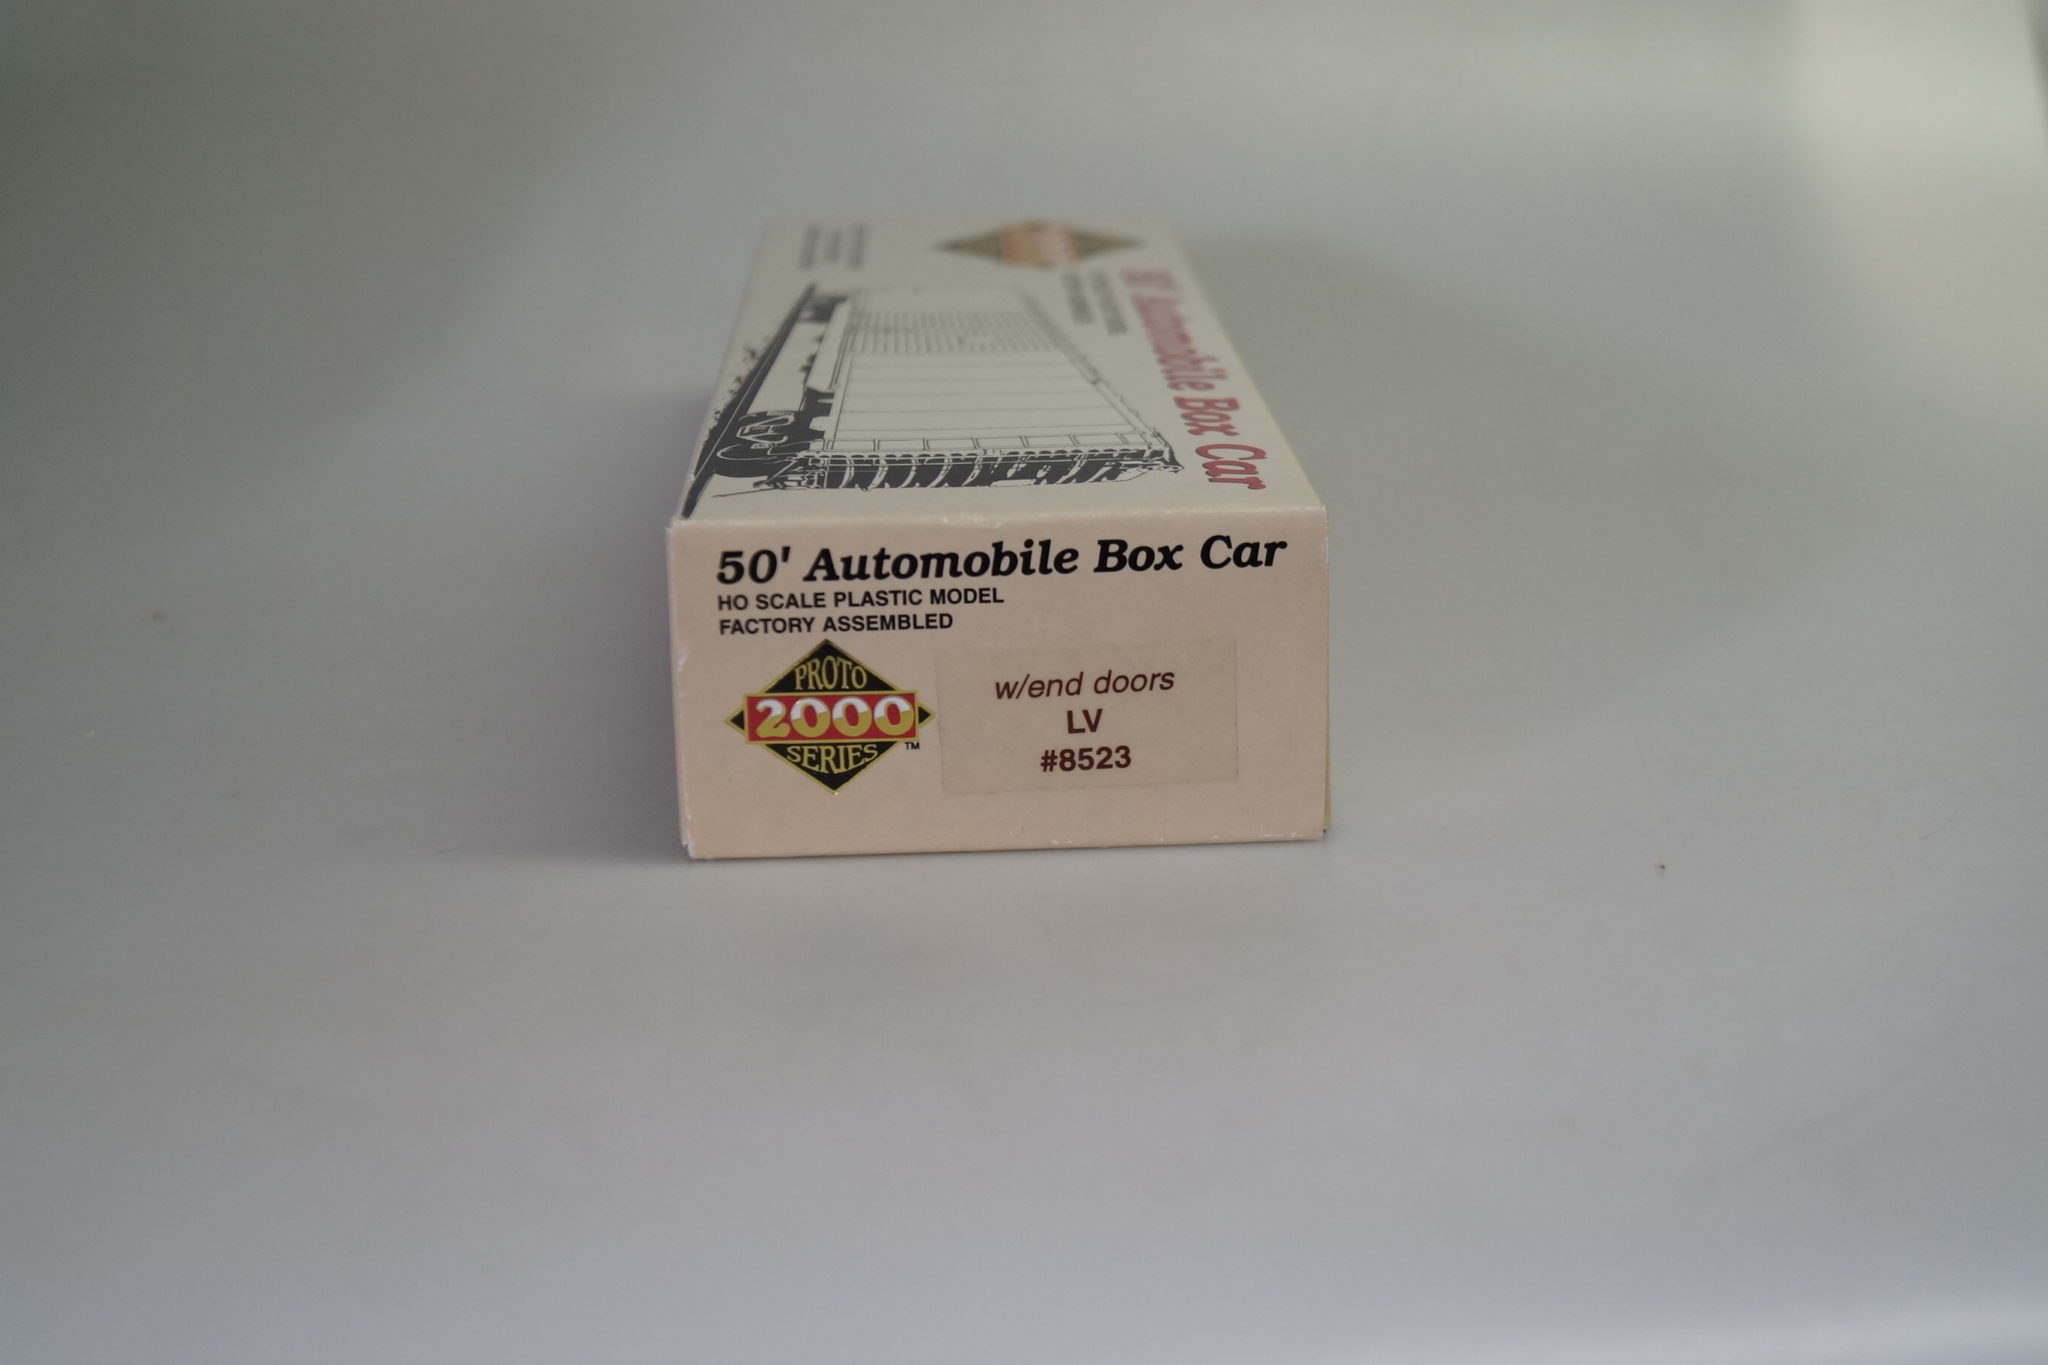 50' Automobile Box Car
50' Automobile Box Car
HO SCALE PLASTIC MODEL
FACTORY ASSEMBLED
PROTO
2000
SERIES
TM
w/end doors
LV
#8523